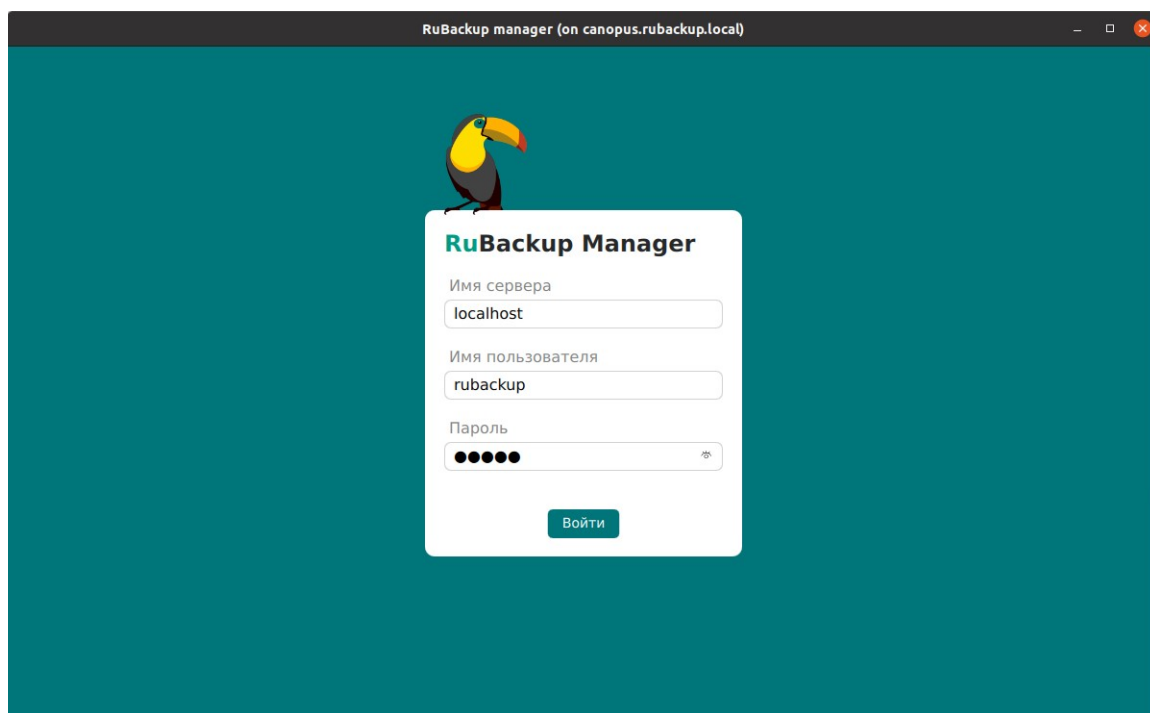 RuBackup manager (on canopus.rubackup.local)
RuBackup Manager
Имя сервера
localhost
Имя пользователя
rubackup
Пароль
●●●●●
Войти